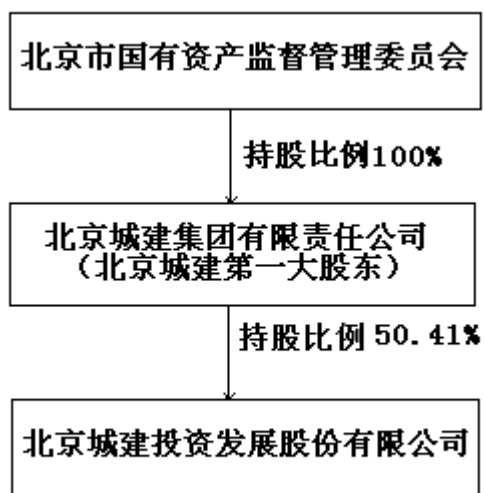 北京市国有资产监督管理委员会
持股比例100%
北京城建集团有限责任公司
（北京城建第一大股东）
持股比例 50.41%
北京城建投资发展股份有限公司